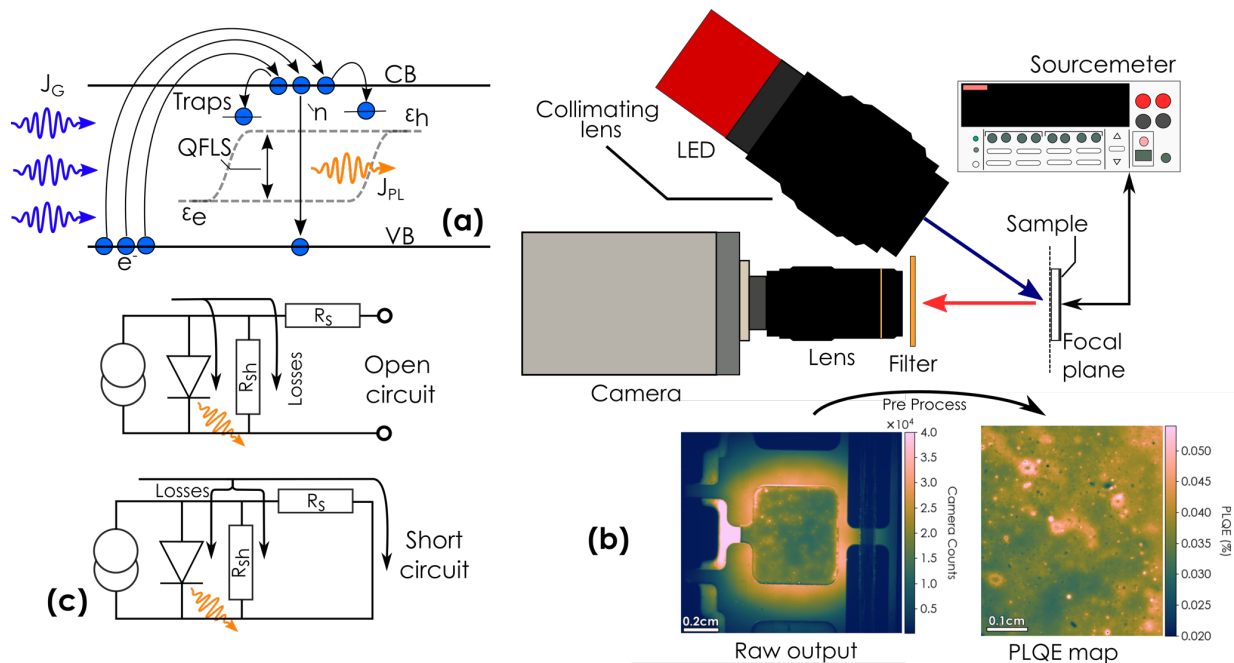 J_G
CB
Traps
n
ε_h
QFLS
J_PL
ε_e
(a)
VB
e⁻
R_S
R_sh
Losses
Open
circuit
Losses
R_S
R_sh
Short
circuit
(c)
Collimating
lens
LED
Sourcemeter
Sample
Lens
Filter
Focal
plane
Camera
Pre Process
(b)
×10⁴
4.0
3.5
3.0
2.5
2.0
1.5
1.0
0.5
Camera Counts
0.2cm
Raw output
0.050
0.045
0.040
0.035
0.030
0.025
0.020
PLQE (%)
0.1cm
PLQE map